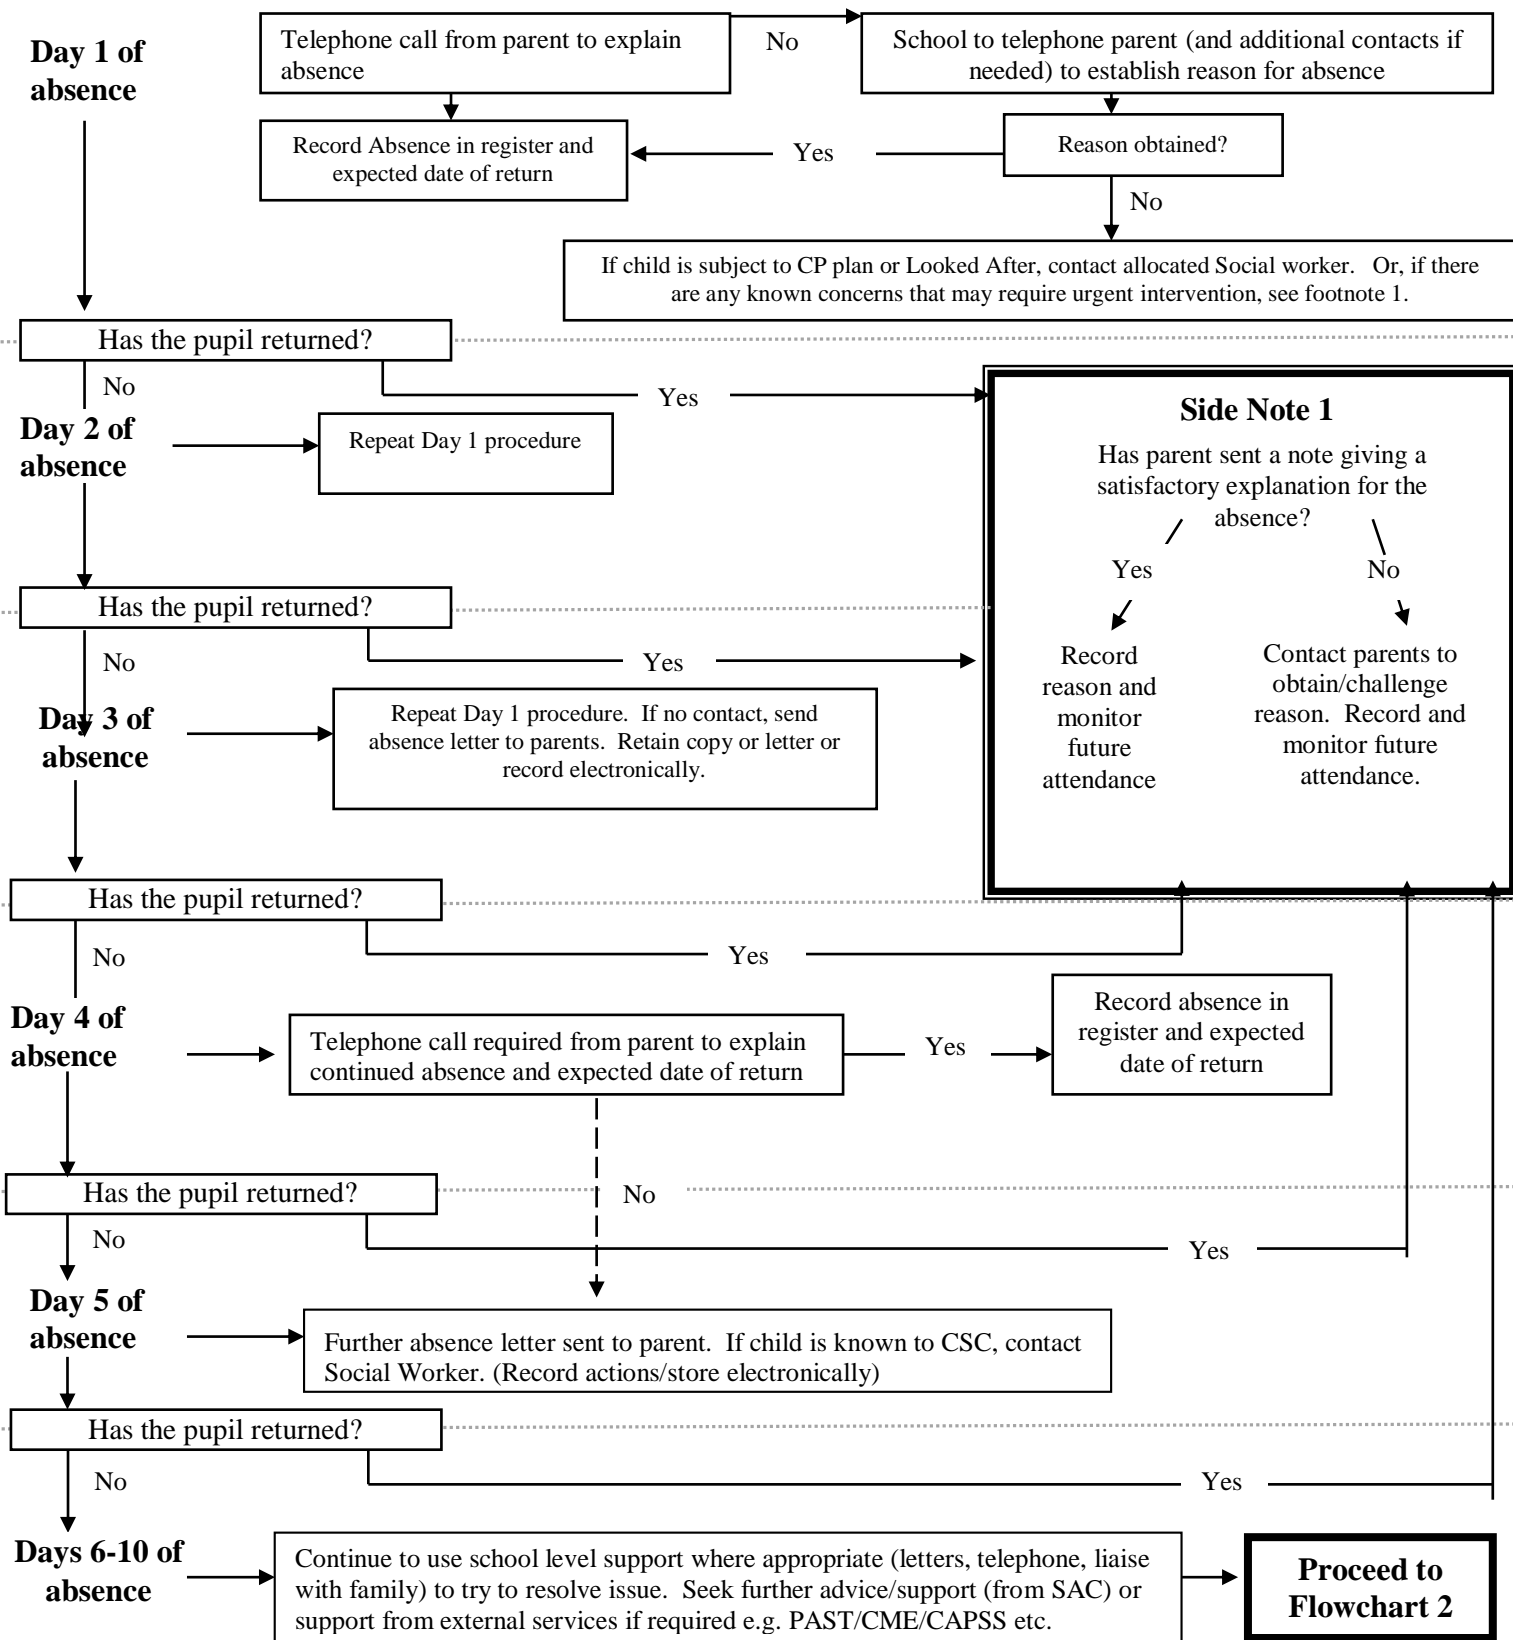 Day 1 of
absence
Telephone call from parent to explain
absence
No
School to telephone parent (and additional contacts if
needed) to establish reason for absence
Record Absence in register and
expected date of return
Yes
Reason obtained?
No
If child is subject to CP plan or Looked After, contact allocated Social worker. Or, if there
are any known concerns that may require urgent intervention, see footnote 1.
Has the pupil returned?
No
Yes
Day 2 of
absence
Repeat Day 1 procedure
Side Note 1
Has parent sent a note giving a
satisfactory explanation for the
absence?
Yes
No
Record
reason and
monitor
future
attendance
Contact parents to
obtain/challenge
reason. Record and
monitor future
attendance.
Has the pupil returned?
No
Yes
Day 3 of
absence
Repeat Day 1 procedure. If no contact, send
absence letter to parents. Retain copy or letter or
record electronically.
Has the pupil returned?
No
Yes
Day 4 of
absence
Telephone call required from parent to explain
continued absence and expected date of return
Yes
Record absence in
register and expected
date of return
No
Has the pupil returned?
No
Yes
Day 5 of
absence
Further absence letter sent to parent. If child is known to CSC, contact
Social Worker. (Record actions/store electronically)
Has the pupil returned?
No
Yes
Days 6-10 of
absence
Continue to use school level support where appropriate (letters, telephone, liaise
with family) to try to resolve issue. Seek further advice/support (from SAC) or
support from external services if required e.g. PAST/CME/CAPSS etc.
Proceed to
Flowchart 2